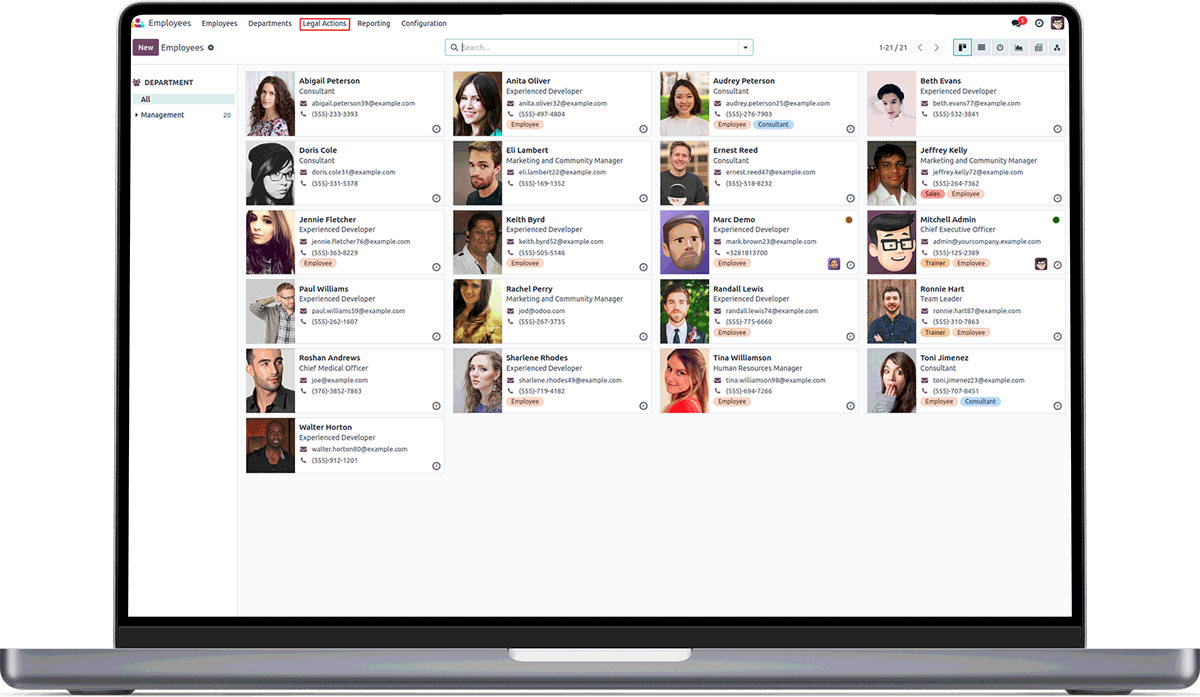 Employees Employees Departments Legal Actions Reporting Configuration 5
New Employees Search... 1-21 / 21
DEPARTMENT
All
Management 20
Abigail Peterson
Consultant
abigail.peterson39@example.com
(555)-233-3393
Anita Oliver
Experienced Developer
anita.oliver32@example.com
(555)-497-4804
Employee
Audrey Peterson
Consultant
audrey.peterson25@example.com
(555)-276-7903
Employee Consultant
Beth Evans
Experienced Developer
beth.evans77@example.com
(555)-532-3841
Doris Cole
Consultant
doris.cole31@example.com
(555)-331-5378
Eli Lambert
Marketing and Community Manager
eli.lambert22@example.com
(555)-169-1352
Ernest Reed
Consultant
ernest.reed47@example.com
(555)-518-8232
Jeffrey Kelly
Marketing and Community Manager
jeffrey.kelly72@example.com
(555)-264-7362
Sales Employee
Jennie Fletcher
Experienced Developer
jennie.fletcher76@example.com
(555)-363-8229
Employee
Keith Byrd
Experienced Developer
keith.byrd52@example.com
(555)-505-5146
Employee
Marc Demo
Experienced Developer
mark.brown23@example.com
+3281813700
Employee
Mitchell Admin
Chief Executive Officer
admin@yourcompany.example.com
(555)-125-2389
Trainer Employee
Paul Williams
Experienced Developer
paul.williams59@example.com
(555)-262-1607
Rachel Perry
Marketing and Community Manager
jod@odoo.com
(555)-267-3735
Randall Lewis
Experienced Developer
randall.lewis74@example.com
(555)-775-6660
Employee
Ronnie Hart
Team Leader
ronnie.hart87@example.com
(555)-310-7863
Trainer Employee
Roshan Andrews
Chief Medical Officer
joe@example.com
(376)-3852-7863
Sharlene Rhodes
Experienced Developer
sharlene.rhodes49@example.com
(555)-719-4182
Employee
Tina Williamson
Human Resources Manager
tina.williamson98@example.com
(555)-694-7266
Employee
Toni Jimenez
Consultant
toni.jimenez23@example.com
(555)-707-8451
Employee Consultant
Walter Horton
Experienced Developer
walter.horton80@example.com
(555)-912-1201